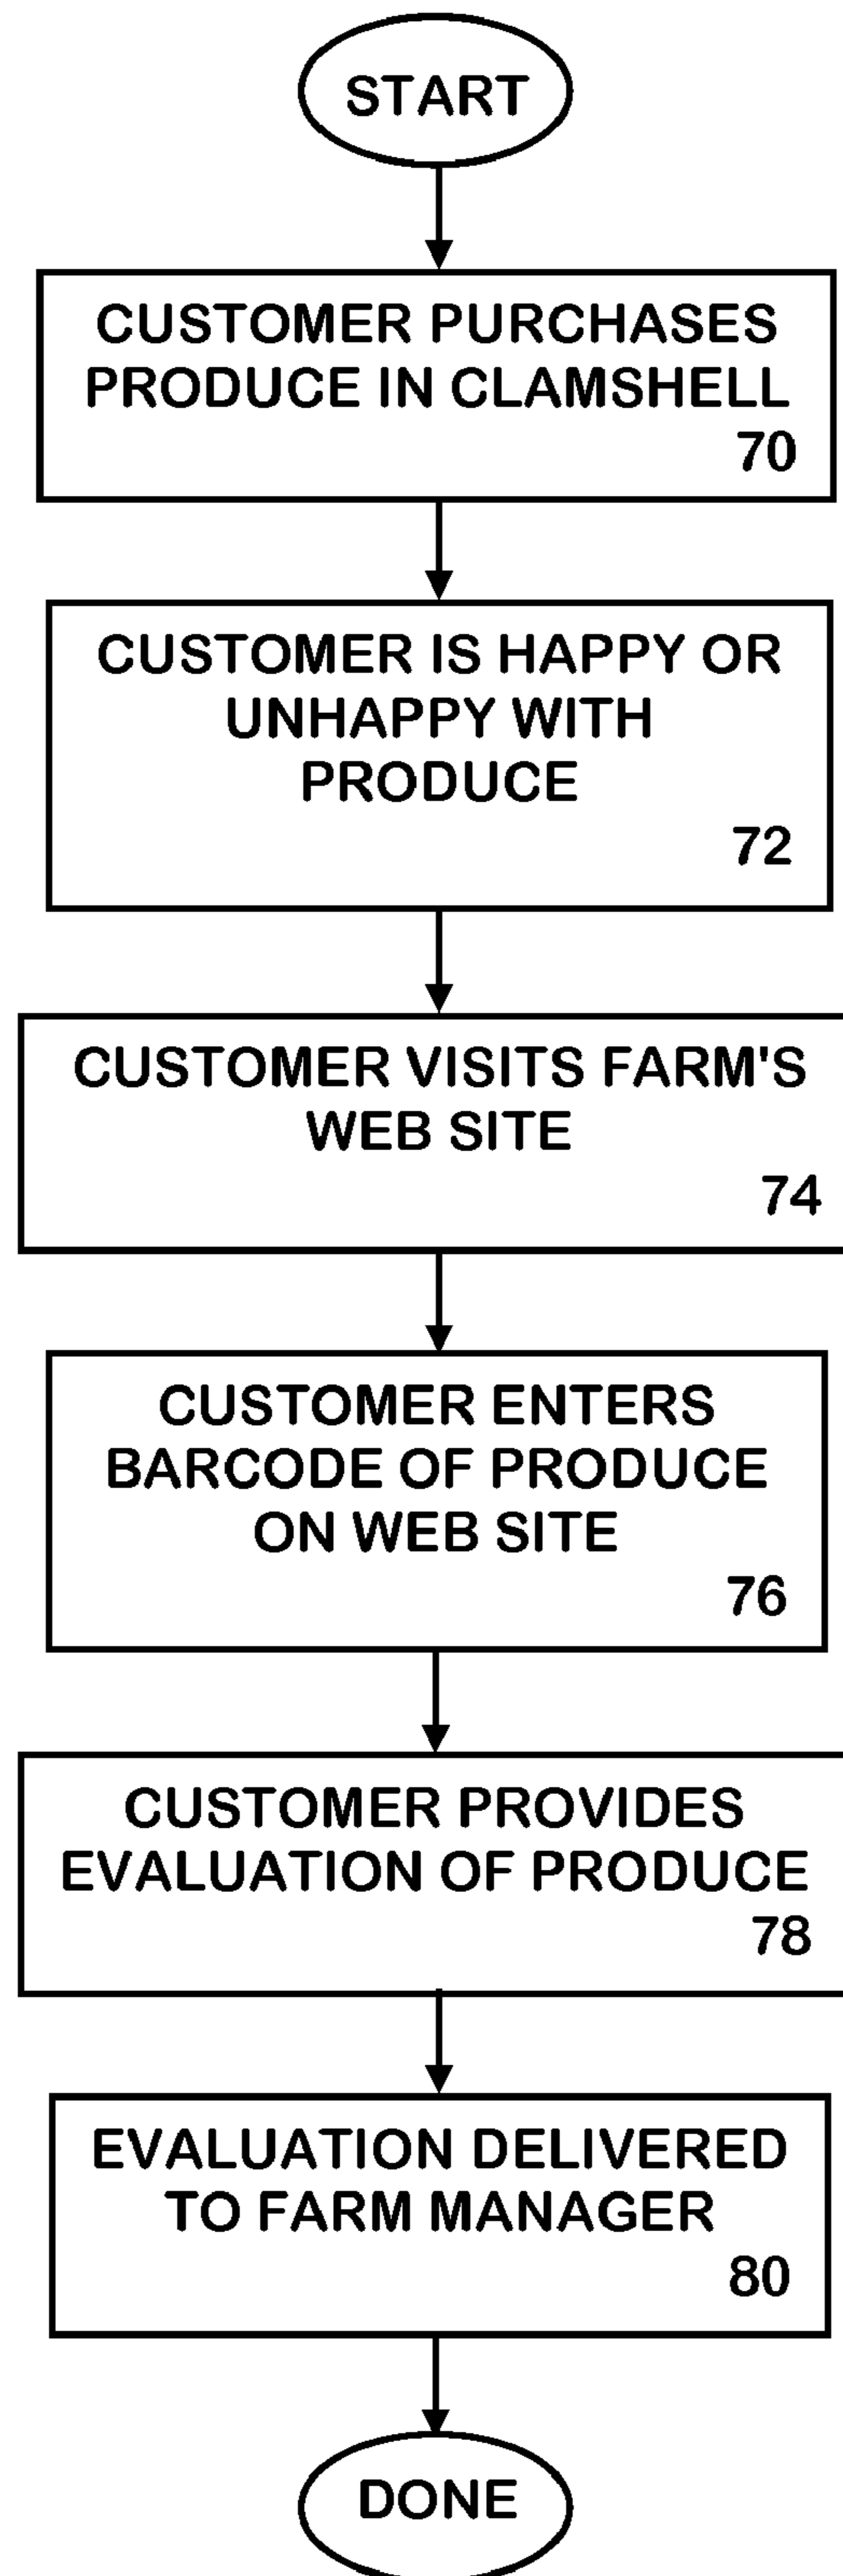 START
CUSTOMER PURCHASES
PRODUCE IN CLAMSHELL
70
CUSTOMER IS HAPPY OR
UNHAPPY WITH
PRODUCE
72
CUSTOMER VISITS FARM'S
WEB SITE
74
CUSTOMER ENTERS
BARCODE OF PRODUCE
ON WEB SITE
76
CUSTOMER PROVIDES
EVALUATION OF PRODUCE
78
EVALUATION DELIVERED
TO FARM MANAGER
80
DONE